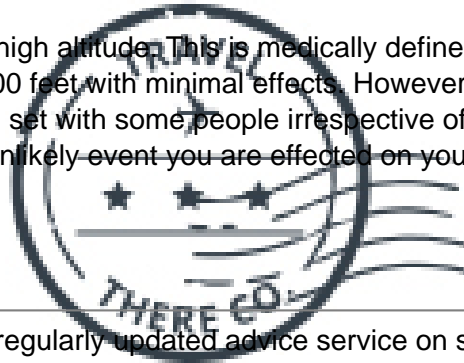 high altitude. This is medically define
00 feet with minimal effects. However
set with some people irrespective of
nlikely event you are effected on you
TRAVEL
THERE CO.
regularly updated advice service on s